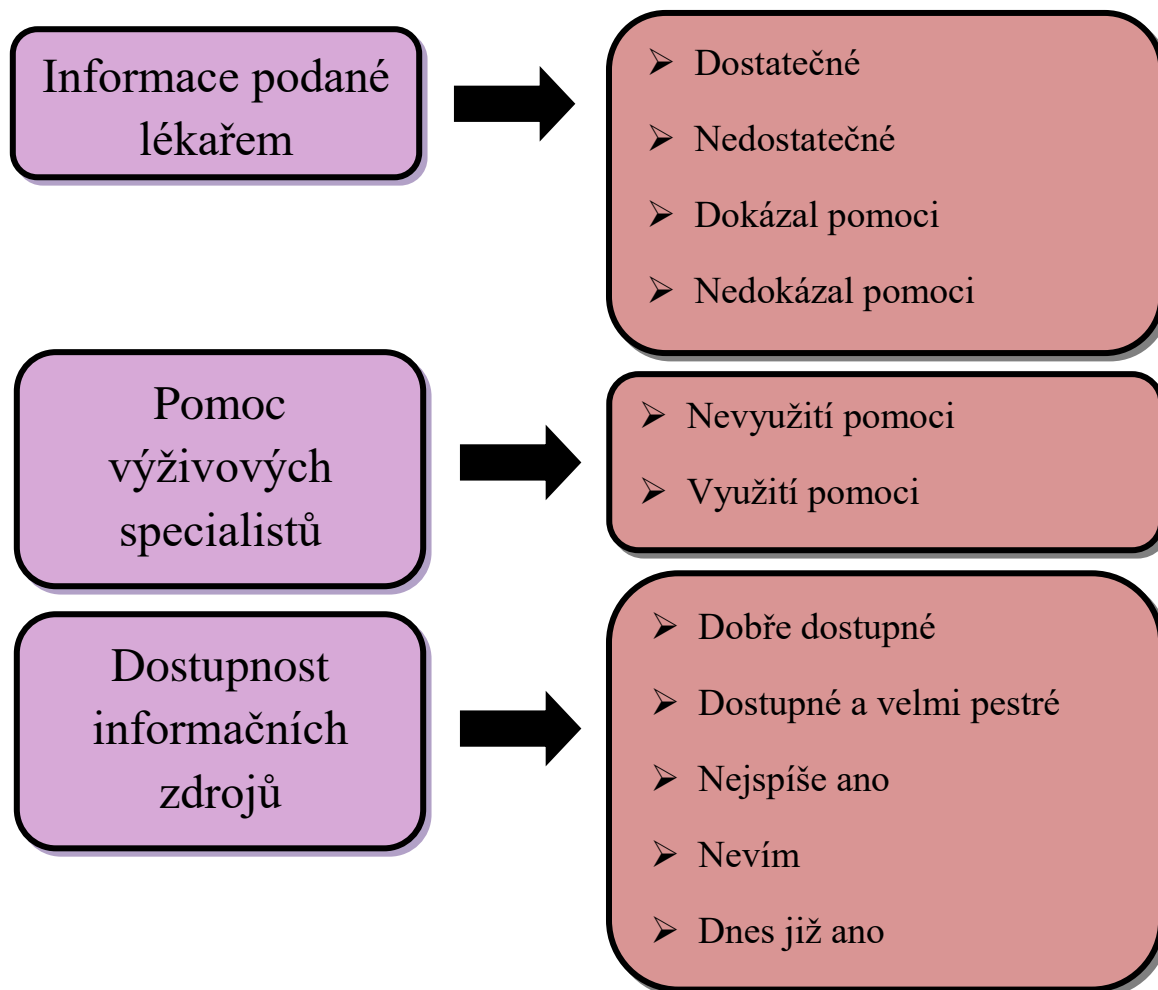 Informace podané
lékařem
➢ Dostatečné
➢ Nedostatečné
➢ Dokázal pomoci
➢ Nedokázal pomoci
Pomoc
výživových
specialistů
➢ Nevyužití pomoci
➢ Využití pomoci
Dostupnost
informačních
zdrojů
➢ Dobře dostupné
➢ Dostupné a velmi pestré
➢ Nejspíše ano
➢ Nevím
➢ Dnes již ano